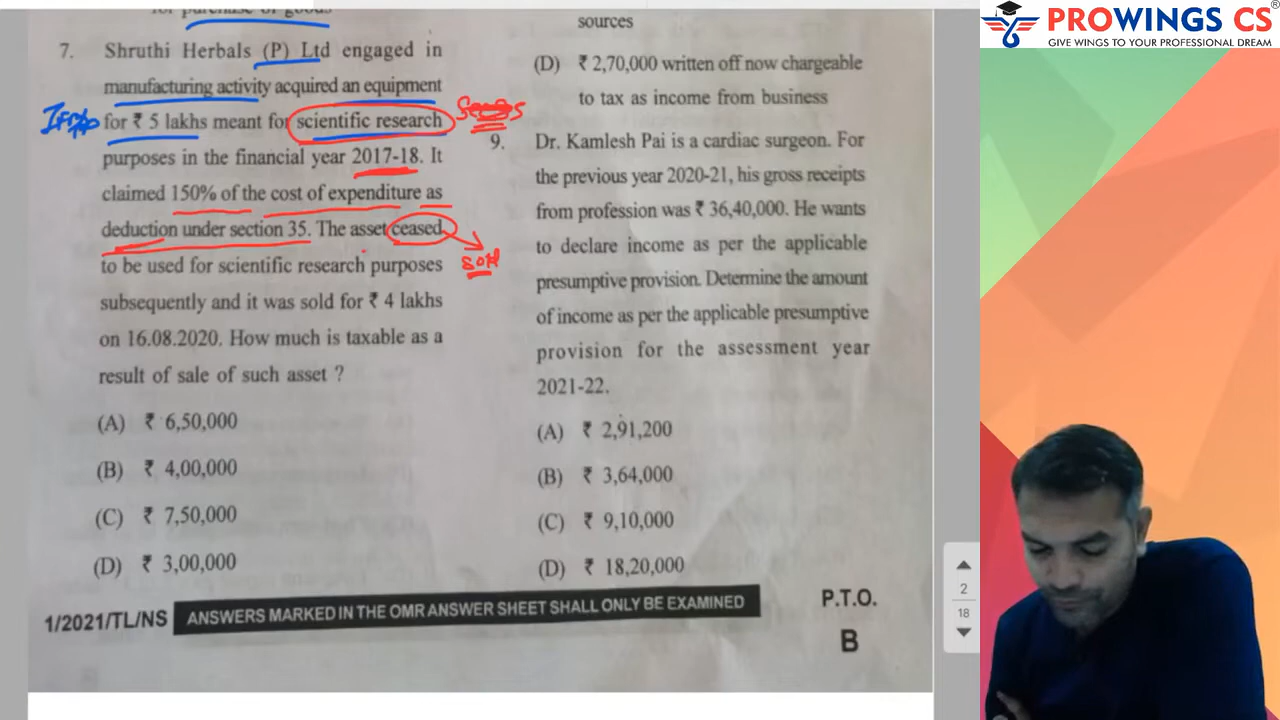 for purchase of goods
7. Shruthi Herbals (P) Ltd engaged in
manufacturing activity acquired an equipment
for ₹ 5 lakhs meant for scientific research
purposes in the financial year 2017-18. It
claimed 150% of the cost of expenditure as
deduction under section 35. The asset ceased
sold
to be used for scientific research purposes
subsequently and it was sold for ₹ 4 lakhs
on 16.08.2020. How much is taxable as a
result of sale of such asset ?
(A) ₹ 6,50,000
(B) ₹ 4,00,000
(C) ₹ 7,50,000
(D) ₹ 3,00,000
sources
(D) ₹ 2,70,000 written off now chargeable
to tax as income from business
9. Dr. Kamlesh Pai is a cardiac surgeon. For
the previous year 2020-21, his gross receipts
from profession was ₹ 36,40,000. He wants
to declare income as per the applicable
presumptive provision. Determine the amount
of income as per the applicable presumptive
provision for the assessment year
2021-22.
(A) ₹ 2,91,200
(B) ₹ 3,64,000
(C) ₹ 9,10,000
(D) ₹ 18,20,000
1/2021/TL/NS ANSWERS MARKED IN THE OMR ANSWER SHEET SHALL ONLY BE EXAMINED
P.T.O.
B
PROWINGS CS®
GIVE WINGS TO YOUR PROFESSIONAL DREAM
2
18